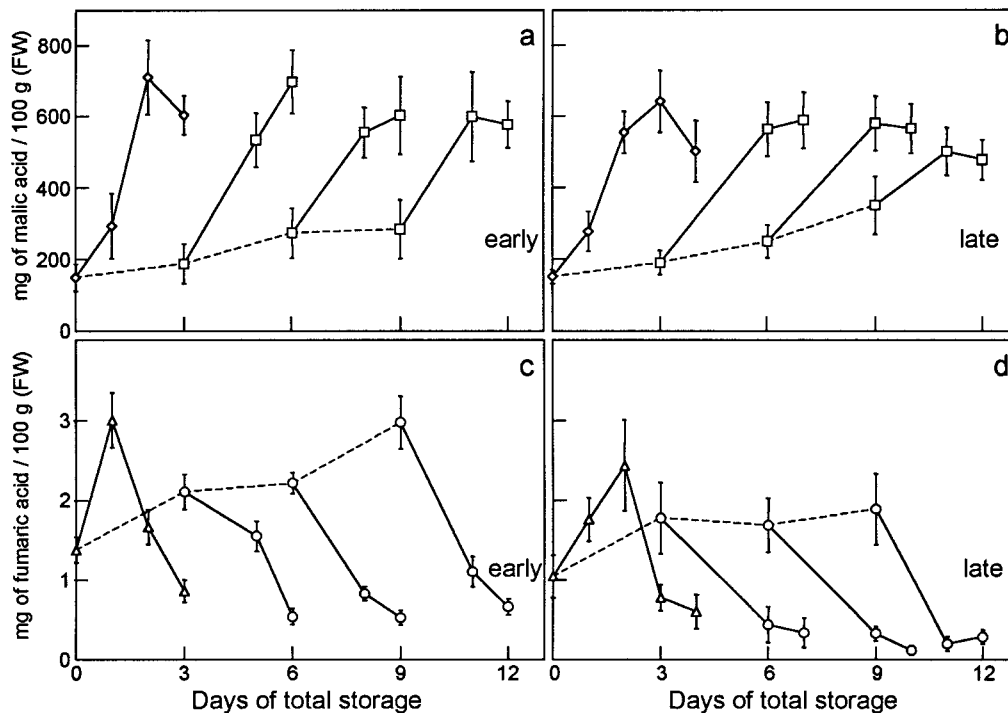 a
b
800
600
400
200
0
mg of malic acid / 100 g (FW)
early
late
c
d
3
2
1
0
mg of fumaric acid / 100 g (FW)
early
late
0 3 6 9 12 0 3 6 9 12
Days of total storage Days of total storage